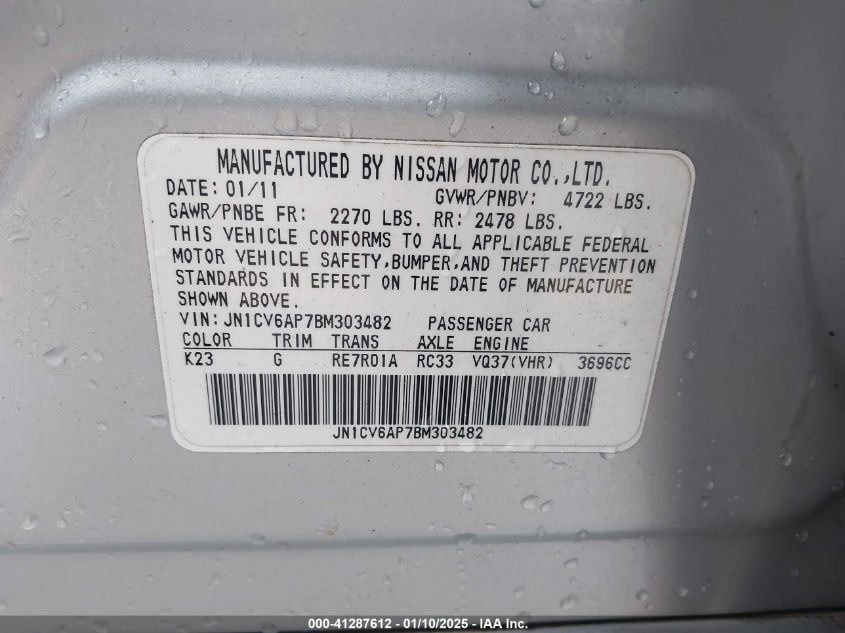 MANUFACTURED BY NISSAN MOTOR CO.,LTD.
DATE: 01/11 GVWR/PNBV: 4722 LBS.
GAWR/PNBE FR: 2270 LBS. RR: 2478 LBS.
THIS VEHICLE CONFORMS TO ALL APPLICABLE FEDERAL
MOTOR VEHICLE SAFETY,BUMPER,AND THEFT PREVENTION
STANDARDS IN EFFECT ON THE DATE OF MANUFACTURE
SHOWN ABOVE.
VIN: JN1CV6AP7BM303482 PASSENGER CAR
COLOR TRIM TRANS AXLE ENGINE
K23 G RE7R01A RC33 VQ37(VHR) 3696CC
JN1CV6AP7BM303482
000-41287612 - 01/10/2025 - IAA Inc.